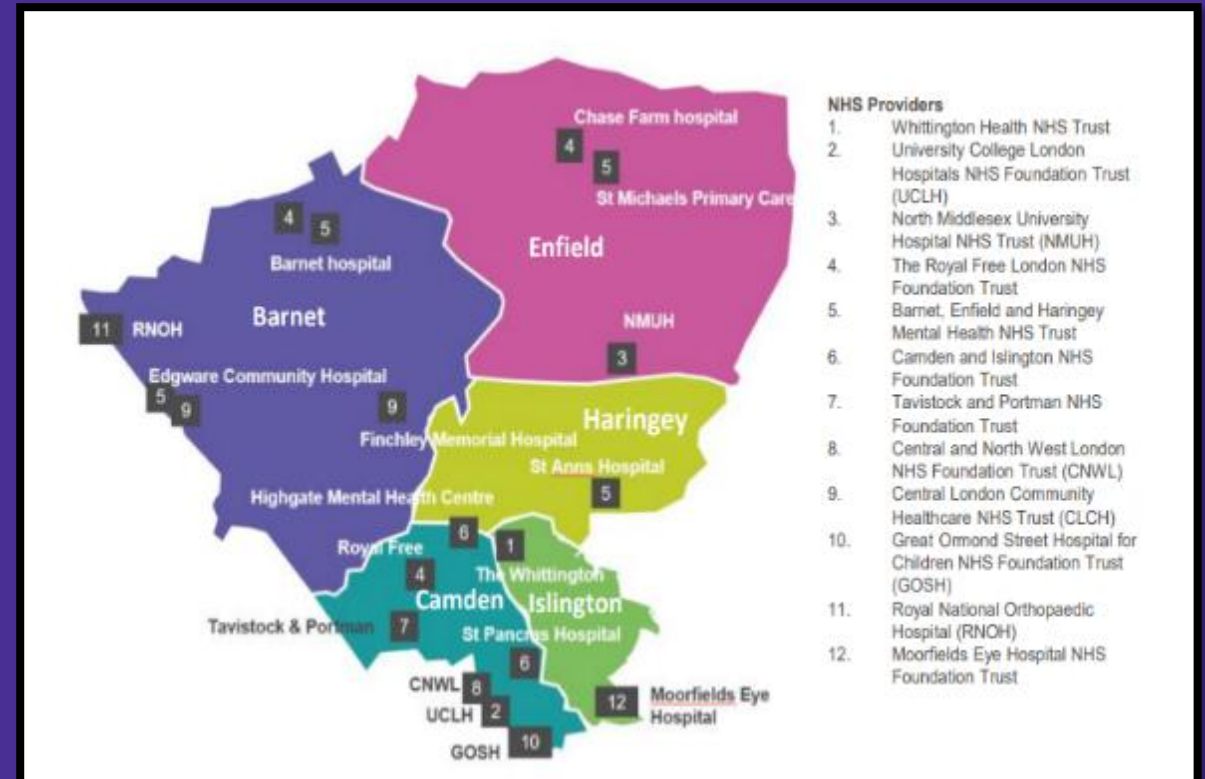 Chase Farm hospital
4
5
St Michaels Primary Care
Enfield
4
5
Barnet hospital
Barnet
11 RNOH
NMUH
3
Edgware Community Hospital
5
9
9
Finchley Memorial Hospital
Haringey
St Anns Hospital
5
Highgate Mental Health Centre
6
1
Royal Free
4
The Whittington
Camden
Islington
Tavistock & Portman 7
St Pancras Hospital
6
CNWL 8
UCLH 2
GOSH 10
12 Moorfields Eye
Hospital
NHS Providers
1. Whittington Health NHS Trust
2. University College London
Hospitals NHS Foundation Trust
(UCLH)
3. North Middlesex University
Hospital NHS Trust (NMUH)
4. The Royal Free London NHS
Foundation Trust
5. Barnet, Enfield and Haringey
Mental Health NHS Trust
6. Camden and Islington NHS
Foundation Trust
7. Tavistock and Portman NHS
Foundation Trust
8. Central and North West London
NHS Foundation Trust (CNWL)
9. Central London Community
Healthcare NHS Trust (CLCH)
10. Great Ormond Street Hospital for
Children NHS Foundation Trust
(GOSH)
11. Royal National Orthopaedic
Hospital (RNOH)
12. Moorfields Eye Hospital NHS
Foundation Trust